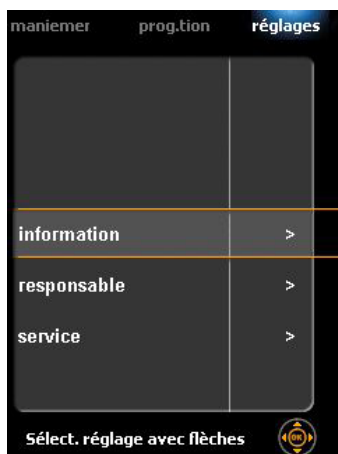 maniemer prog.tion réglages
information >
responsable >
service >
Sélect. réglage avec flèches OK